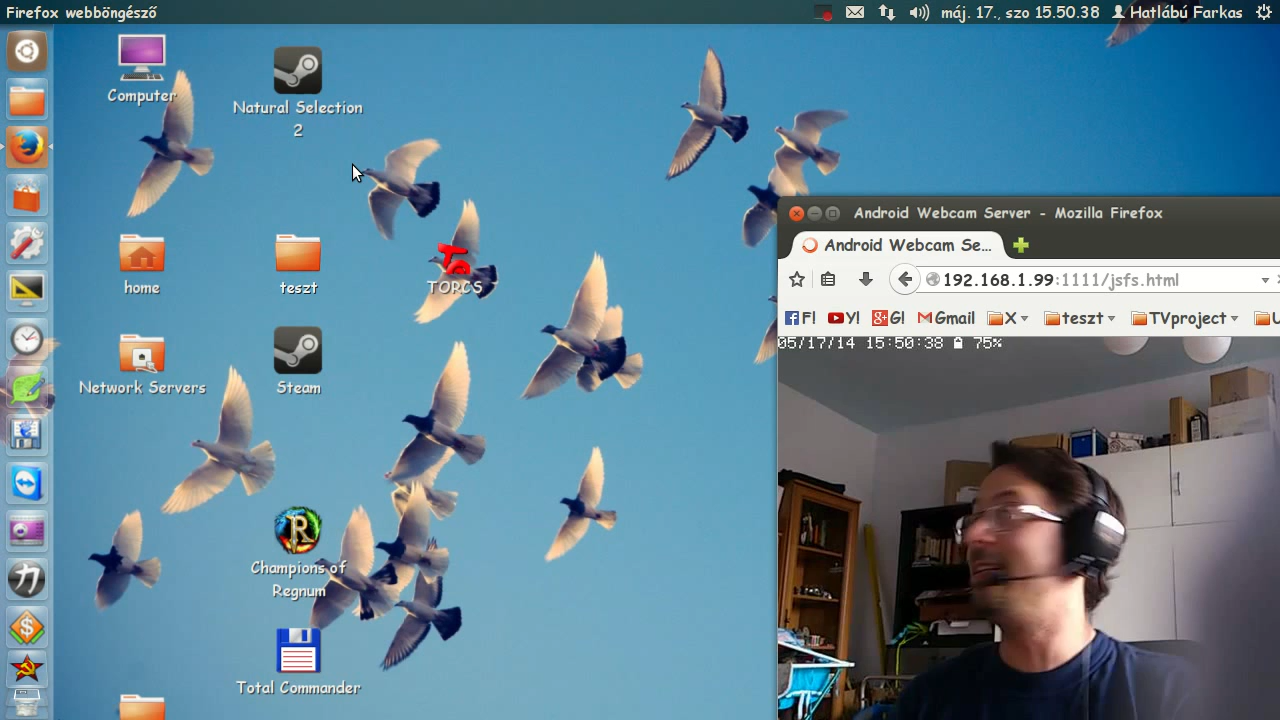 Firefox webböngésző
máj. 17., szo 15.50.38
Hatlábú Farkas
Computer
Natural Selection
2
home
teszt
TORCS
Network Servers
Steam
Champions of
Regnum
Total Commander
Android Webcam Server - Mozilla Firefox
Android Webcam Se...
192.168.1.99:1111/jsfs.html
F!
Y!
G!
Gmail
X
teszt
TVproject
U
05/17/14 15:50:38 75%